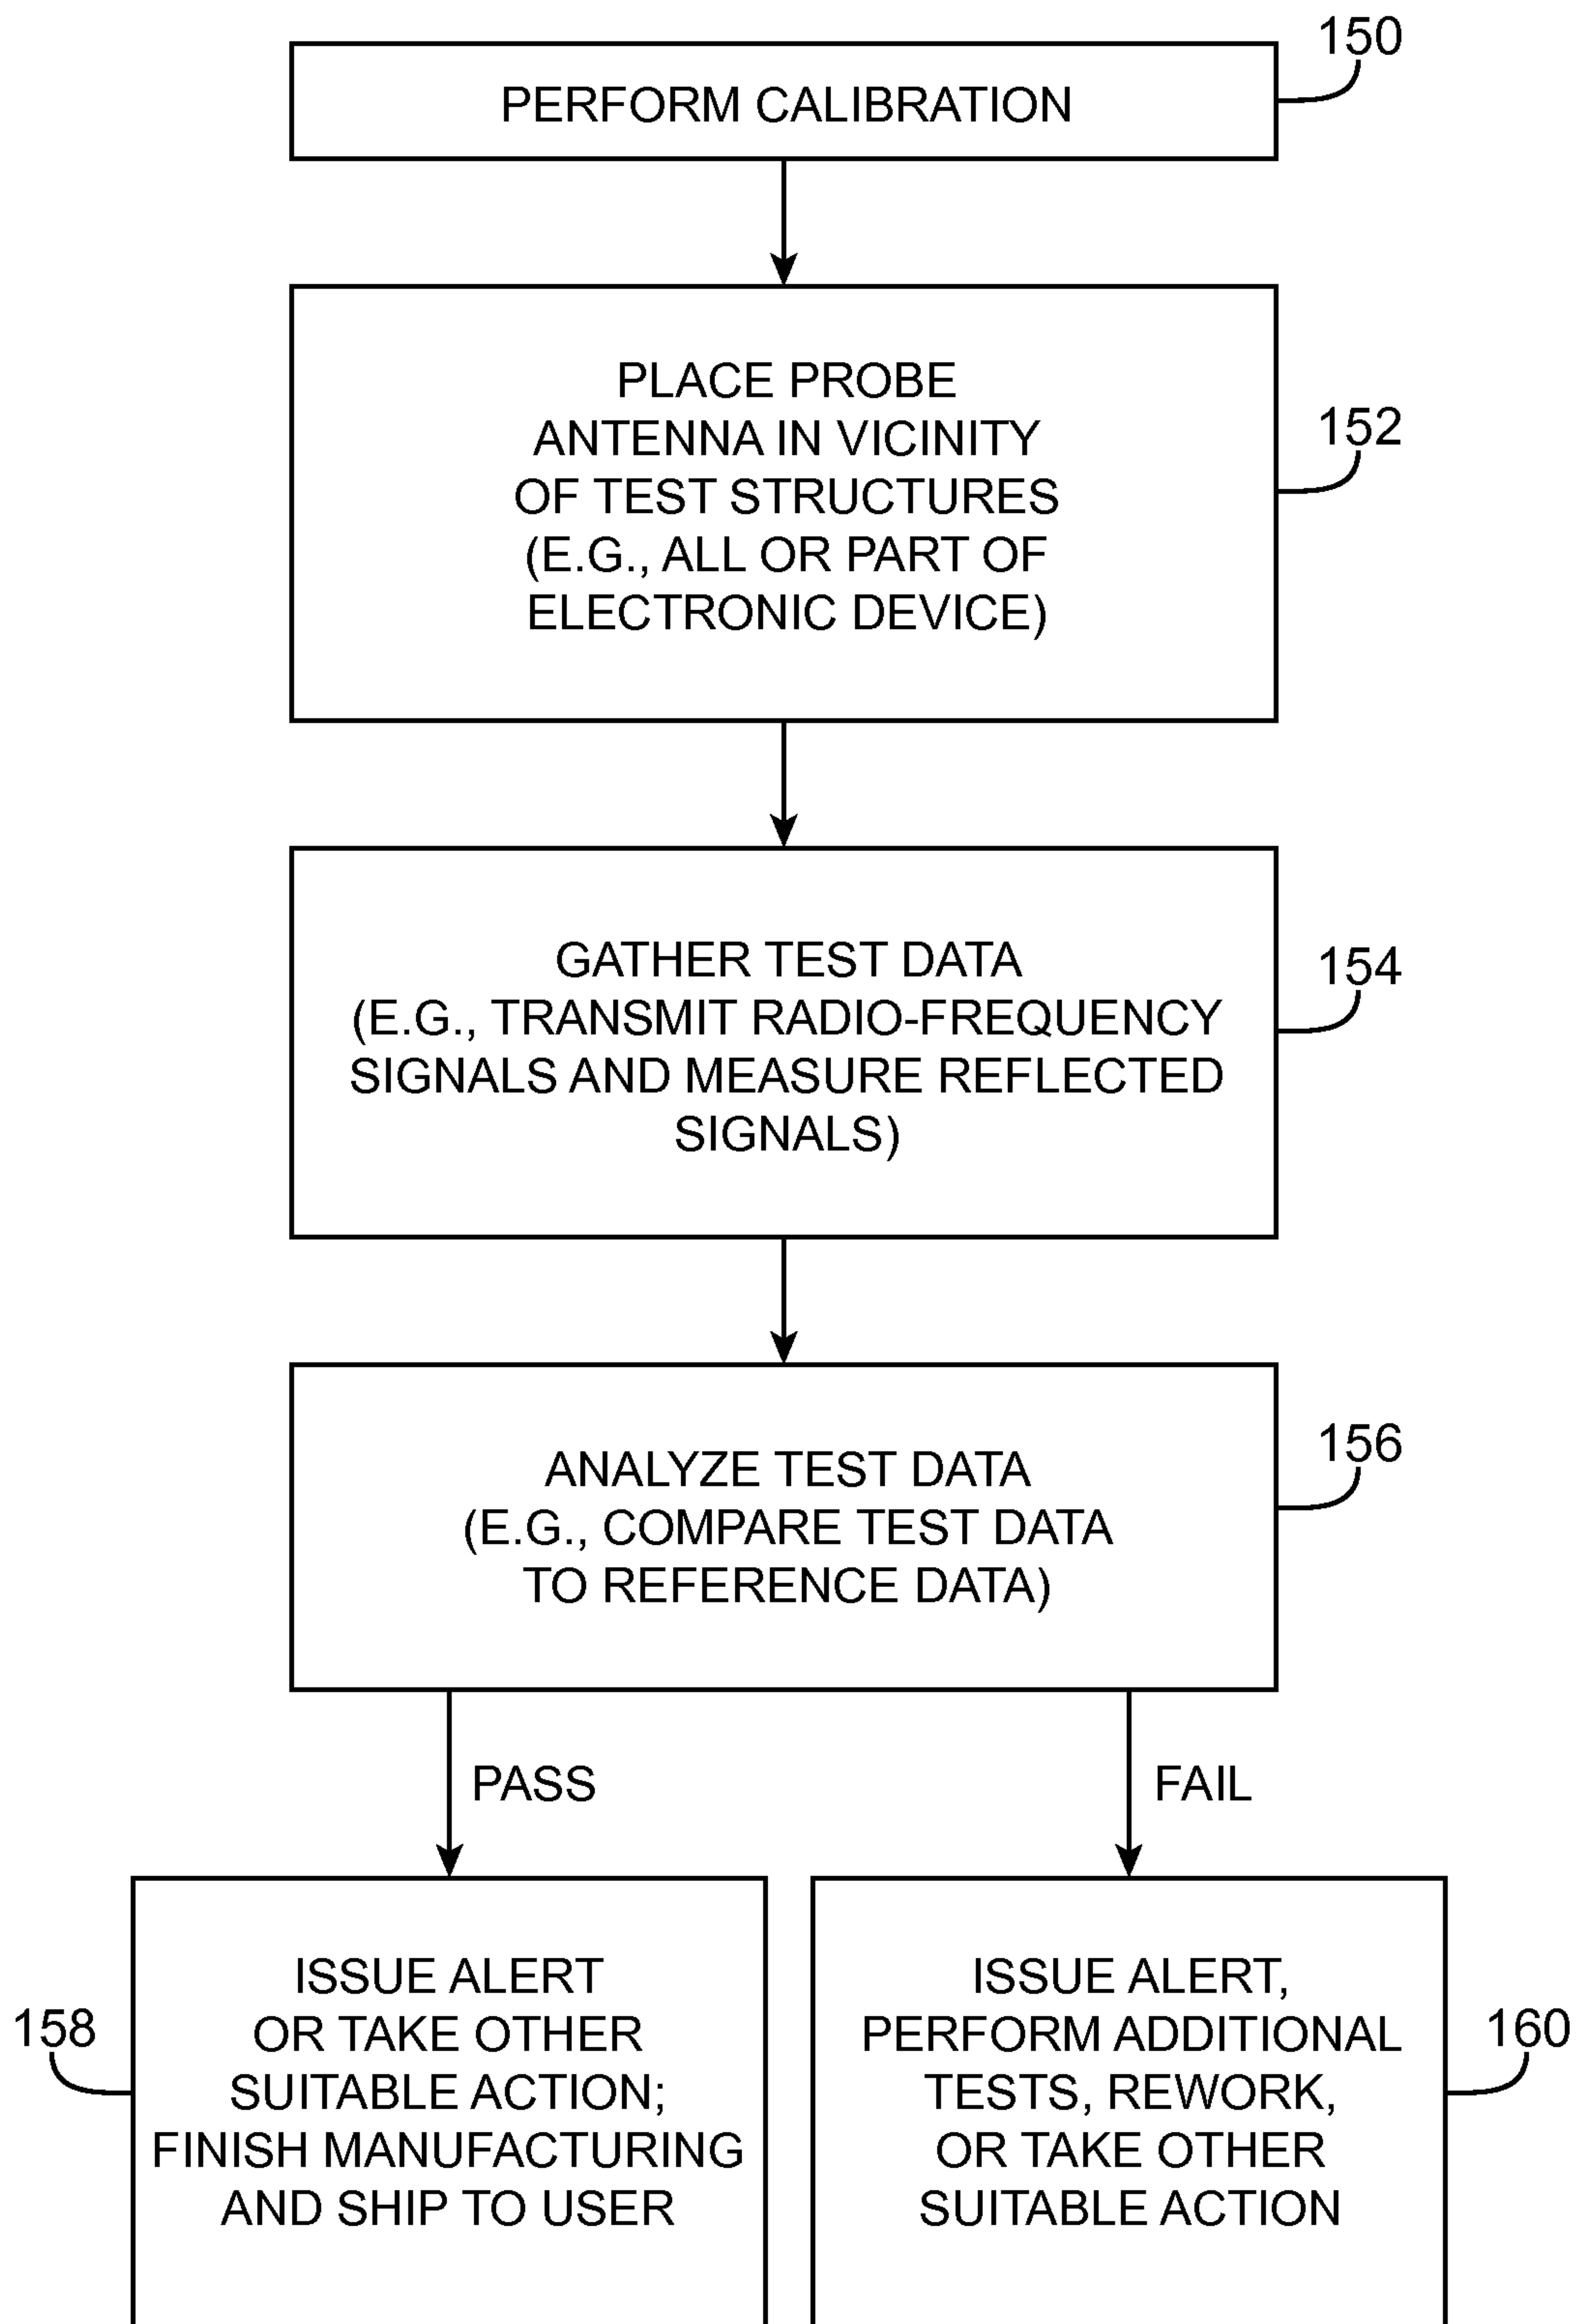 150
PERFORM CALIBRATION
PLACE PROBE
ANTENNA IN VICINITY
OF TEST STRUCTURES
(E.G., ALL OR PART OF
ELECTRONIC DEVICE)
152
GATHER TEST DATA
(E.G., TRANSMIT RADIO-FREQUENCY
SIGNALS AND MEASURE REFLECTED
SIGNALS)
154
ANALYZE TEST DATA
(E.G., COMPARE TEST DATA
TO REFERENCE DATA)
156
PASS
FAIL
158
ISSUE ALERT
OR TAKE OTHER
SUITABLE ACTION;
FINISH MANUFACTURING
AND SHIP TO USER
ISSUE ALERT,
PERFORM ADDITIONAL
TESTS, REWORK,
OR TAKE OTHER
SUITABLE ACTION
160